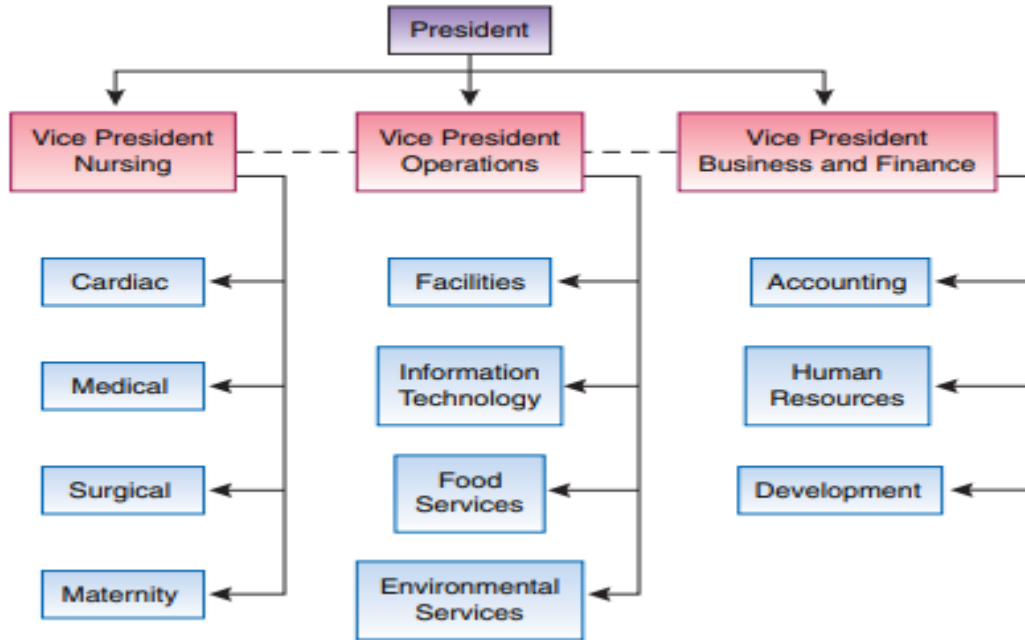 President
Vice President
Nursing
Vice President
Operations
Vice President
Business and Finance
Cardiac
Facilities
Accounting
Medical
Information
Technology
Human
Resources
Surgical
Food
Services
Development
Maternity
Environmental
Services